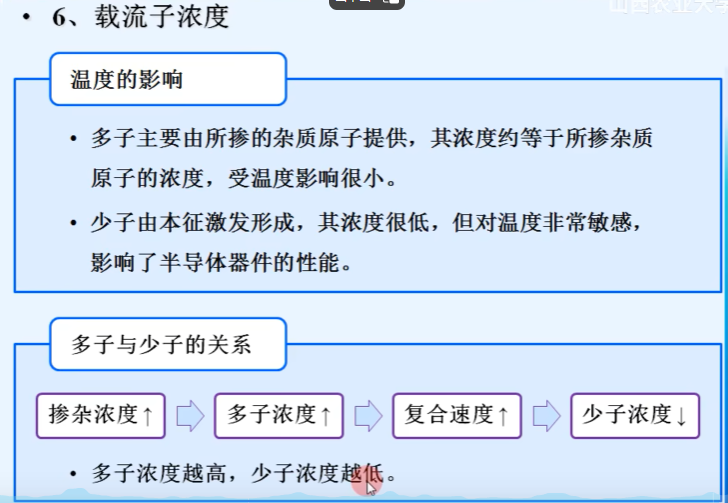 山西农业大学
• 6、载流子浓度
温度的影响
• 多子主要由所掺的杂质原子提供，其浓度约等于所掺杂质
原子的浓度，受温度影响很小。
• 少子由本征激发形成，其浓度很低，但对温度非常敏感，
影响了半导体器件的性能。
多子与少子的关系
掺杂浓度↑
多子浓度↑
复合速度↑
少子浓度↓
• 多子浓度越高，少子浓度越低。